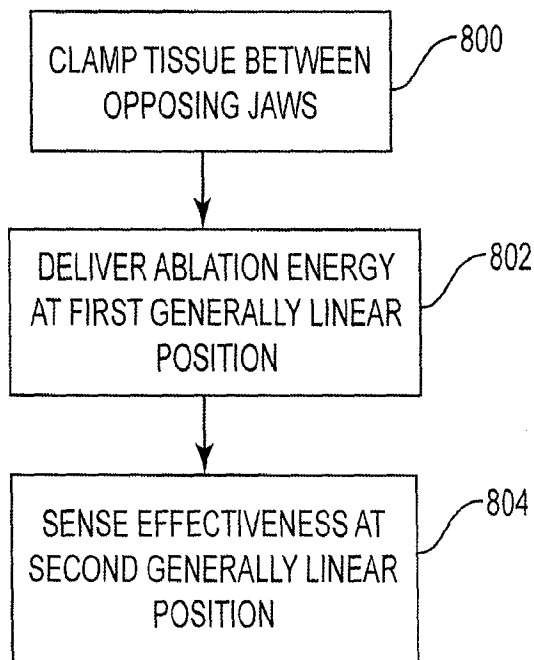 CLAMP TISSUE BETWEEN
OPPOSING JAWS
800
DELIVER ABLATION ENERGY
AT FIRST GENERALLY LINEAR
POSITION
802
SENSE EFFECTIVENESS AT
SECOND GENERALLY LINEAR
POSITION
804